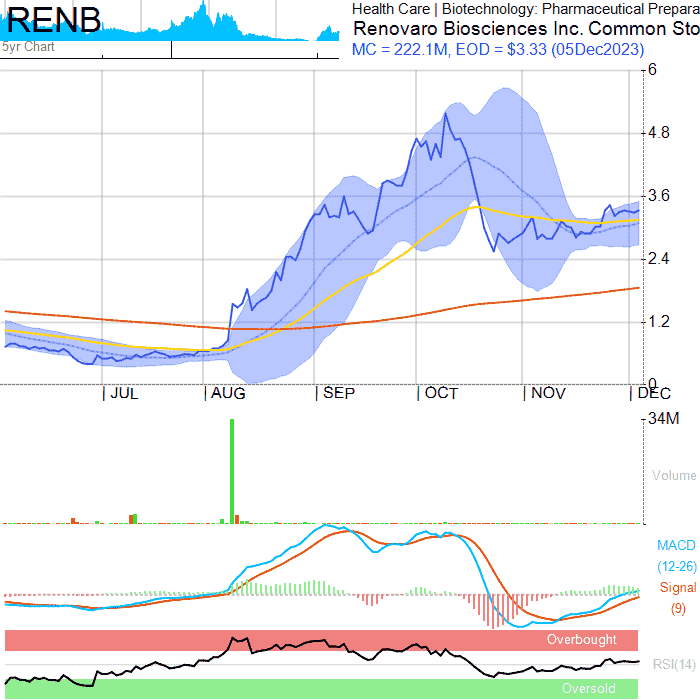 RENB
5yr Chart
Health Care | Biotechnology: Pharmaceutical Prepara
Renovaro Biosciences Inc. Common Sto
MC = 222.1M, EOD = $3.33 (05Dec2023)
6
4.8
3.6
2.4
1.2
0
JUL
AUG
SEP
OCT
NOV
DEC
34M
Volume
MACD
(12-26)
Signal
(9)
Overbought
RSI(14)
Oversold